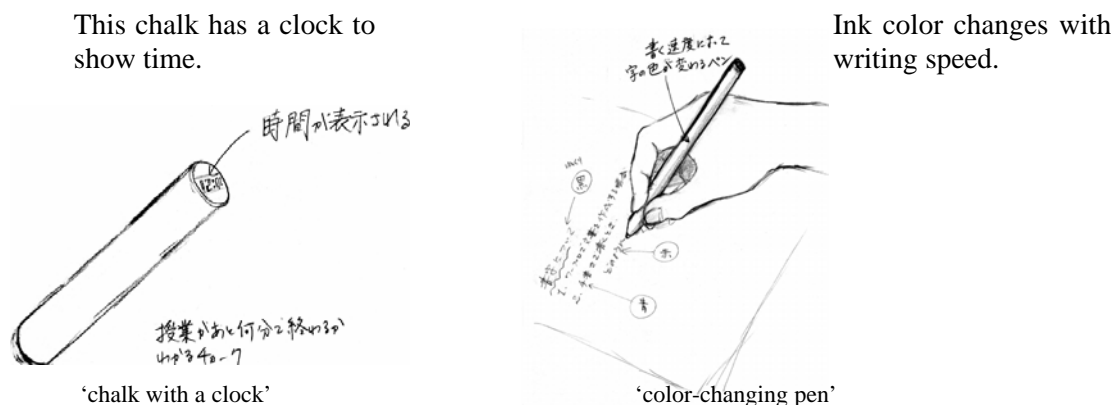 This chalk has a clock to
show time.
時間が表示される
12:0
授業があと何分で終わるか
わかるチョーク
‘chalk with a clock’
Ink color changes with
writing speed.
書く速度によって
字の色が変わるペン
黒
赤
青
‘color-changing pen’